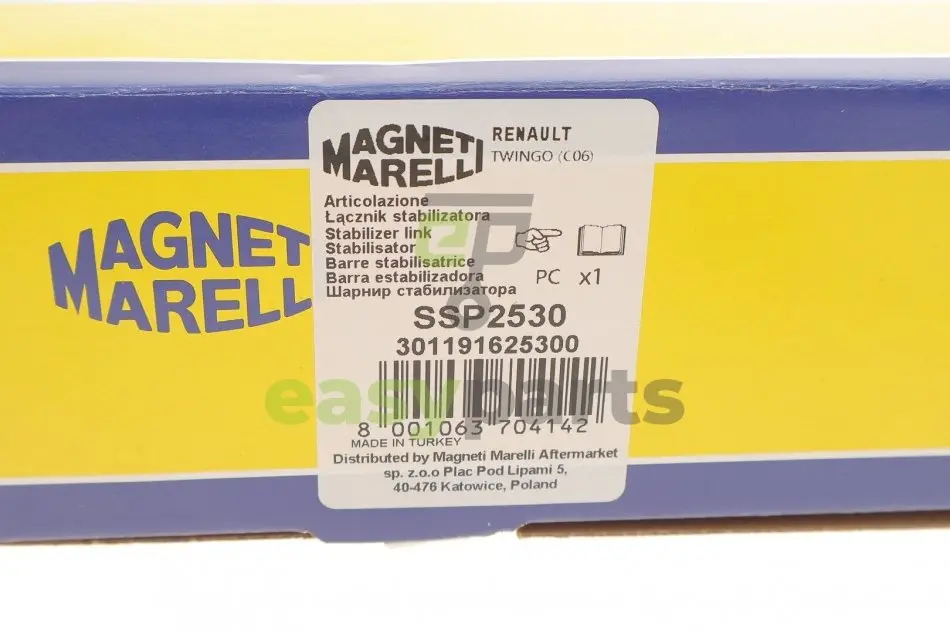 MAGNETI
MARELLI
MAGNETI
MARELLI
RENAULT
TWINGO (C06)
Articolazione
Łącznik stabilizatora
Stabilizer link
Stabilisator
Barre stabilisatrice
Barra estabilizadora
Шарнир стабилизатора
PC x1
SSP2530
301191625300
8 001063 704142
MADE IN TURKEY
Distributed by Magneti Marelli Aftermarket
sp. z.o.o Plac Pod Lipami 5,
40-476 Katowice, Poland
ep
easyparts